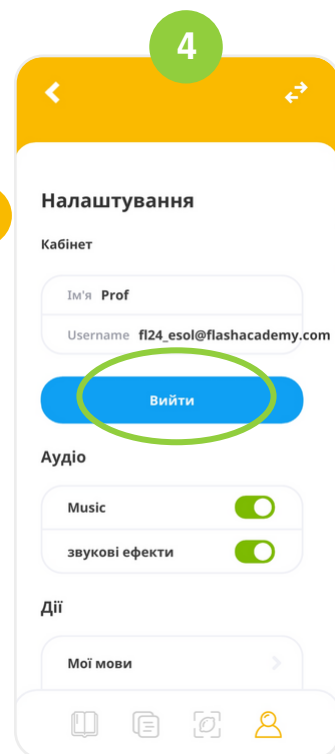 4
Налаштування
Кабінет
Ім'я Prof
Username fl24_esol@flashacademy.com
Вийти
Аудіо
Music
звукові ефекти
Дії
Мої мови